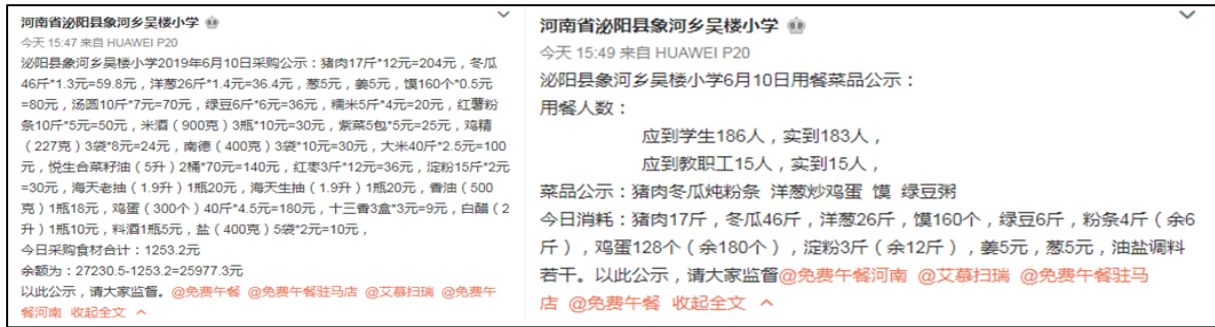 河南省泌阳县象河乡吴楼小学
今天 15:47 来自 HUAWEI P20
泌阳县象河乡吴楼小学2019年6月10日采购公示：猪肉17斤*12元=204元，冬瓜
46斤*1.3元=59.8元，洋葱26斤*1.4元=36.4元，葱5元，姜5元，馍160个*0.5元
=80元，汤圆10斤*7元=70元，绿豆6斤*6元=36元，糯米5斤*4元=20元，红薯粉
条10斤*5元=50元，米酒（900克）3瓶*10元=30元，紫菜5包*5元=25元，鸡精
（227克）3袋*8元=24元，南德（400克）3袋*10元=30元，大米40斤*2.5元=100
元，悦生合菜籽油（5升）2桶*70元=140元，红枣3斤*12元=36元，淀粉15斤*2元
=30元，海天老抽（1.9升）1瓶20元，海天生抽（1.9升）1瓶20元，香油（500
克）1瓶18元，鸡蛋（300个）40斤*4.5元=180元，十三香3盒*3元=9元，白醋（2
升）1瓶10元，料酒1瓶5元，盐（400克）5袋*2元=10元，
今日采购食材合计：1253.2元
余额为：27230.5-1253.2=25977.3元
以此公示，请大家监督。@免费午餐 @免费午餐驻马店 @艾慕扫瑞 @免费午
餐河南 收起全文
河南省泌阳县象河乡吴楼小学
今天 15:49 来自 HUAWEI P20
泌阳县象河乡吴楼小学6月10日用餐菜品公示：
用餐人数：
应到学生186人，实到183人，
应到教职工15人，实到15人，
菜品公示：猪肉冬瓜炖粉条 洋葱炒鸡蛋 馍 绿豆粥
今日消耗：猪肉17斤，冬瓜46斤，洋葱26斤，馍160个，绿豆6斤，粉条4斤（余6
斤），鸡蛋128个（余180个），淀粉3斤（余12斤），姜5元，葱5元，油盐调料
若干。以此公示，请大家监督@免费午餐河南 @艾慕扫瑞 @免费午餐驻马
店 @免费午餐 收起全文